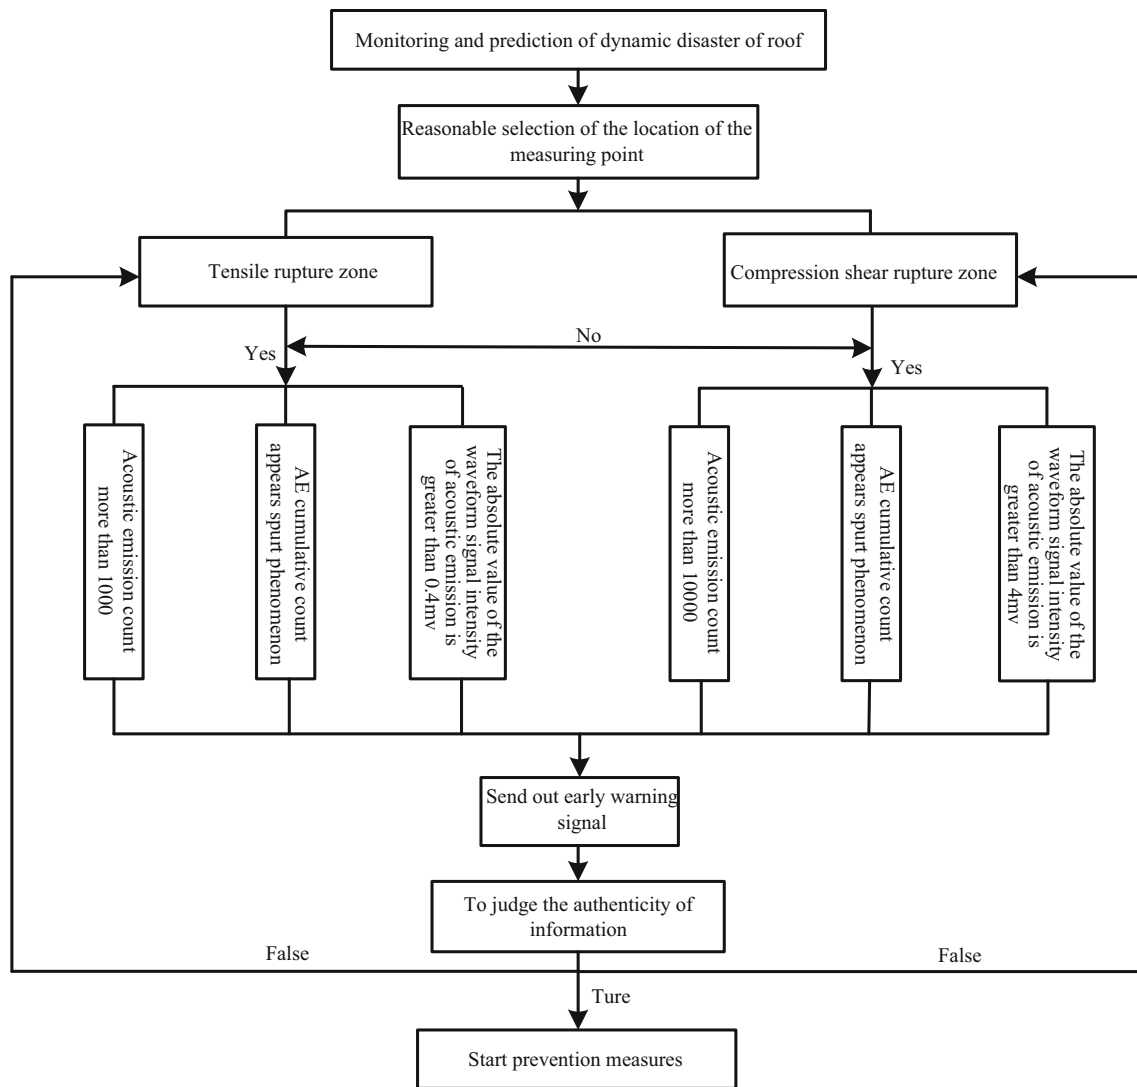 Monitoring and prediction of dynamic disaster of roof
Reasonable selection of the location of the
measuring point
Tensile rupture zone
Compression shear rupture zone
No
Yes
Yes
Acoustic emission count
more than 1000
AE cumulative count
appears spurt phenomenon
The absolute value of the
waveform signal intensity
of acoustic emission is
greater than 0.4mv
Acoustic emission count
more than 10000
AE cumulative count
appears spurt phenomenon
The absolute value of the
waveform signal intensity
of acoustic emission is
greater than 4mv
Send out early warning
signal
To judge the authenticity of
information
False
False
Ture
Start prevention measures